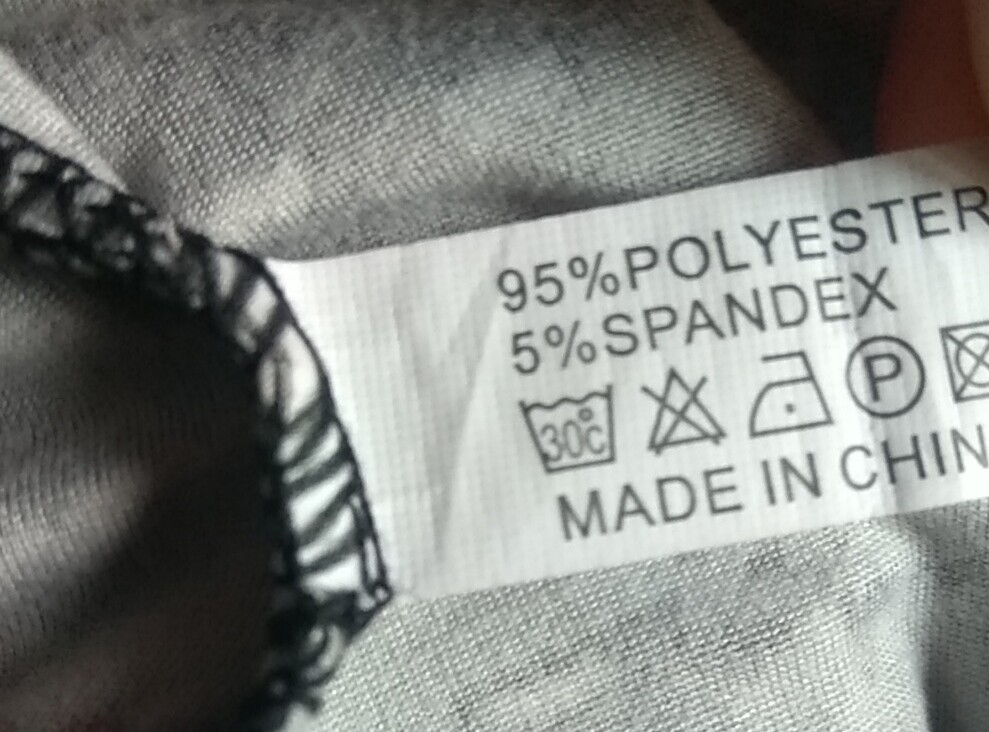 95%POLYESTER
5%SPANDEX
30°C P
MADE IN CHIN